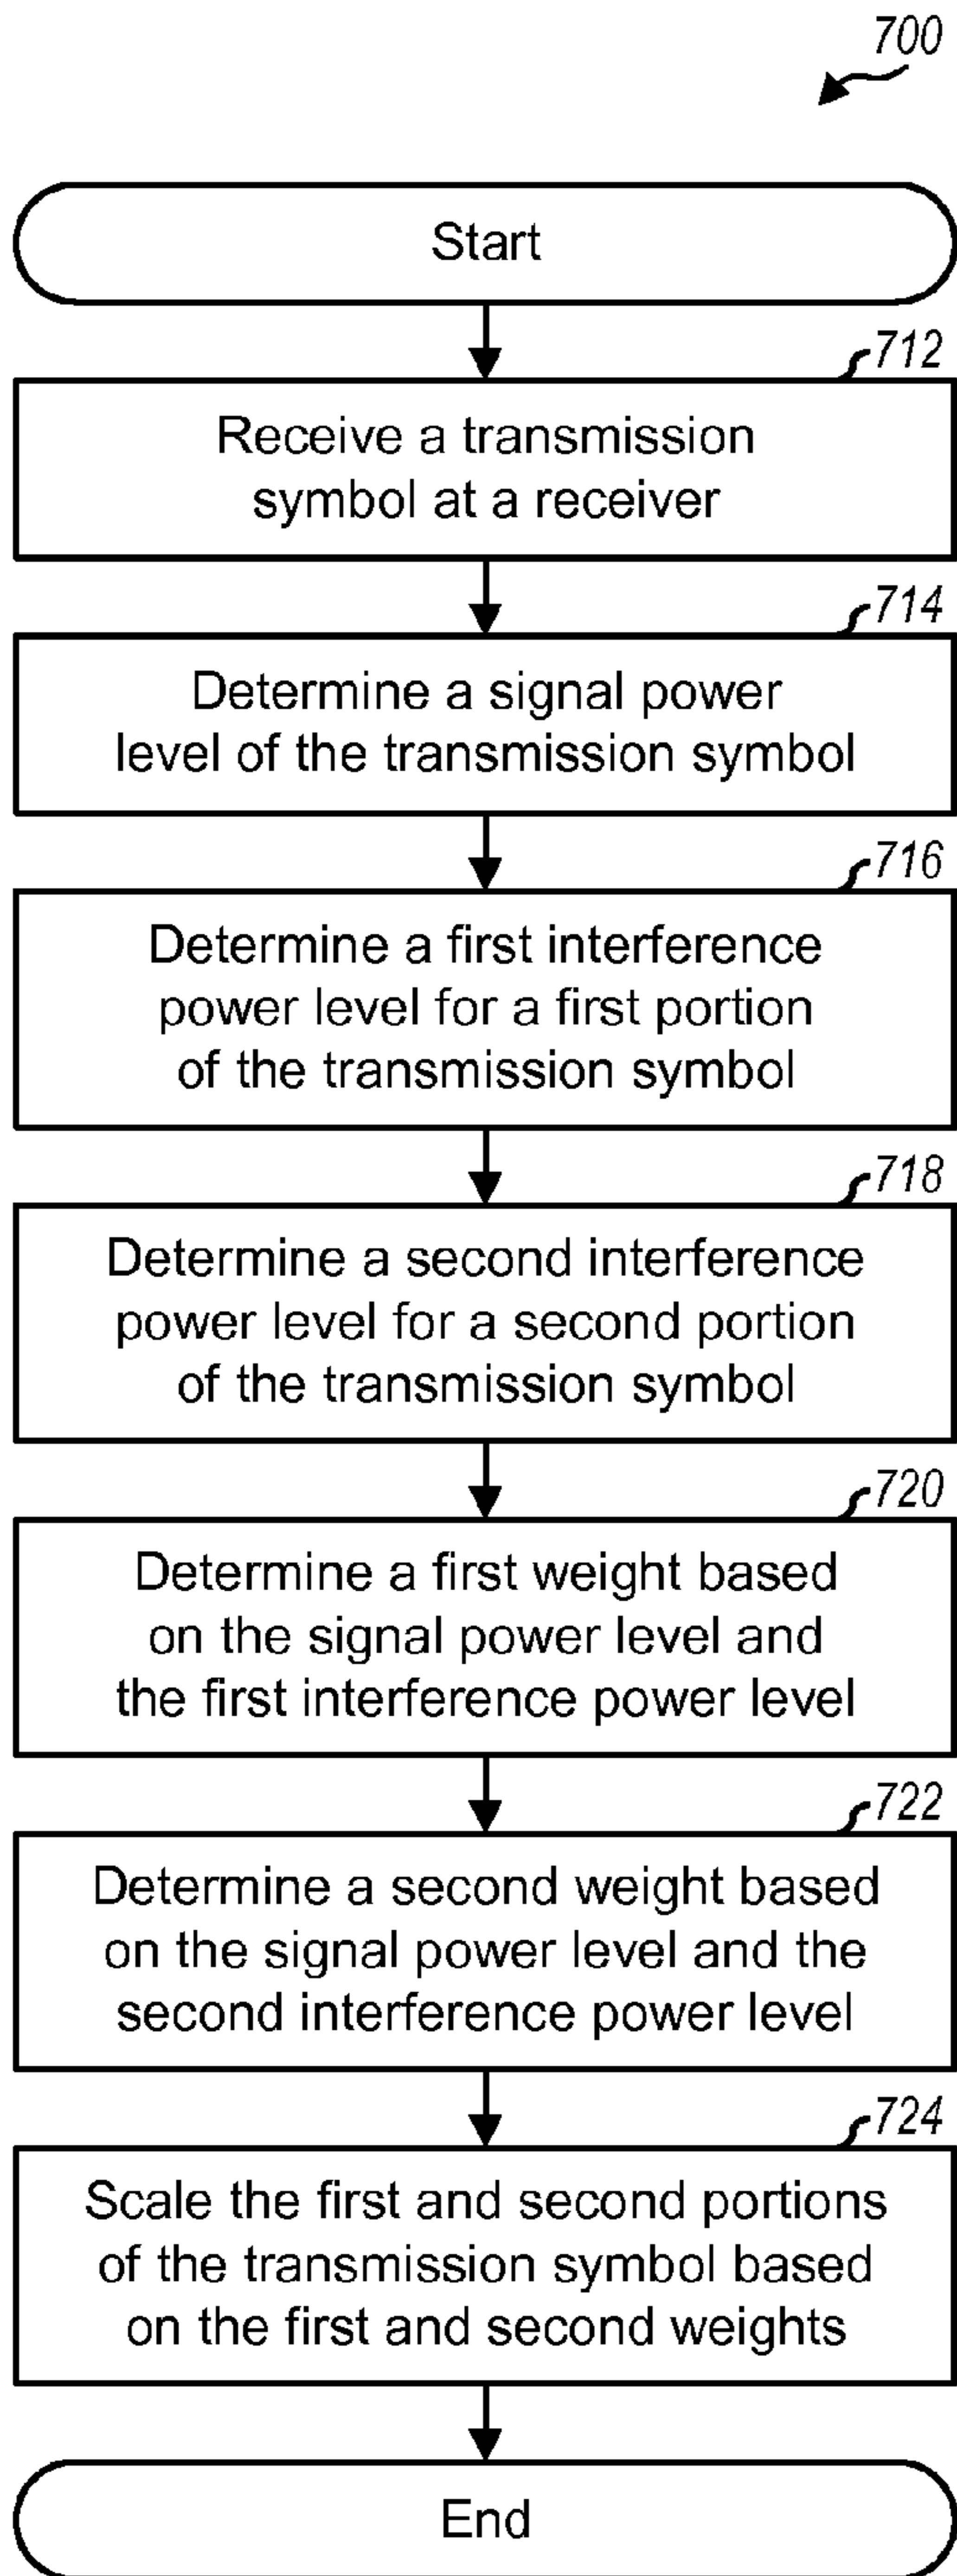 700
Start
712
Receive a transmission
symbol at a receiver
714
Determine a signal power
level of the transmission symbol
716
Determine a first interference
power level for a first portion
of the transmission symbol
718
Determine a second interference
power level for a second portion
of the transmission symbol
720
Determine a first weight based
on the signal power level and
the first interference power level
722
Determine a second weight based
on the signal power level and the
second interference power level
724
Scale the first and second portions
of the transmission symbol based
on the first and second weights
End